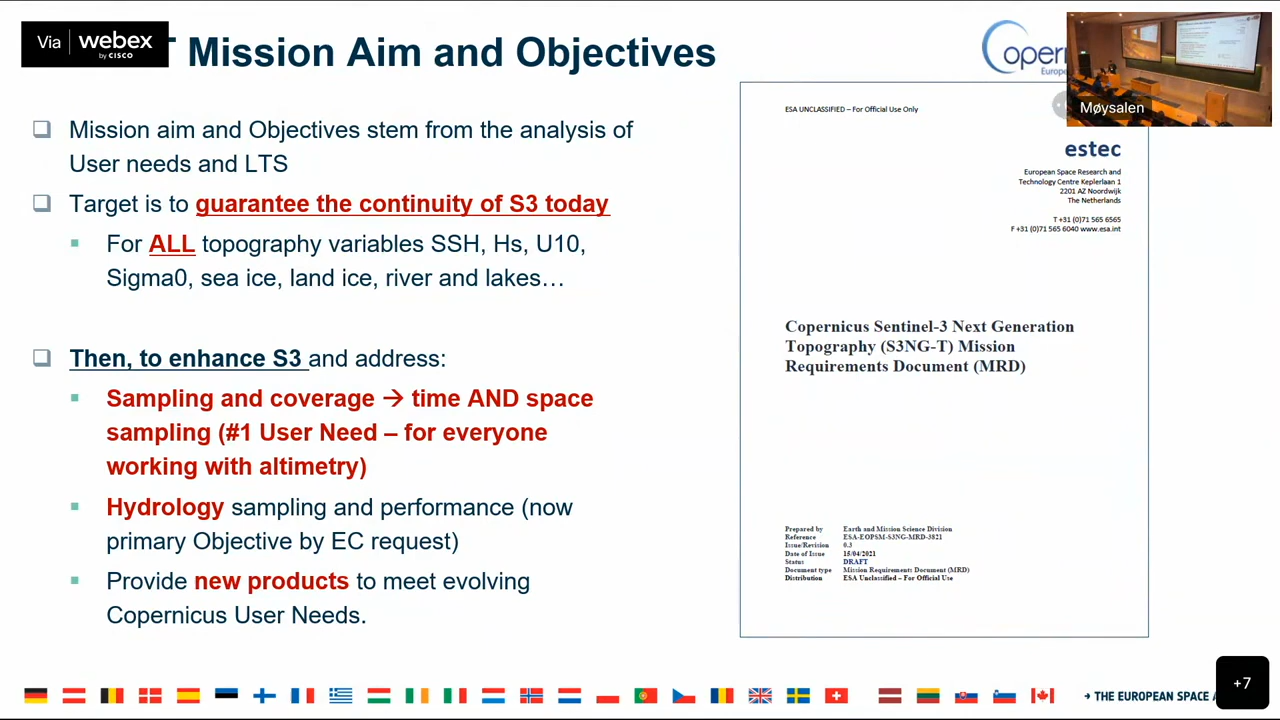 Via webex
by CISCO
T Mission Aim and Objectives
Mission aim and Objectives stem from the analysis of
User needs and LTS
Target is to guarantee the continuity of S3 today
For ALL topography variables SSH, Hs, U10,
Sigma0, sea ice, land ice, river and lakes…
Then, to enhance S3 and address:
Sampling and coverage → time AND space
sampling (#1 User Need – for everyone
working with altimetry)
Hydrology sampling and performance (now
primary Objective by EC request)
Provide new products to meet evolving
Copernicus User Needs.
Opern
Europe
Møysalen
ESA UNCLASSIFIED – For Official Use Only
estec
European Space Research and
Technology Centre Keplerlaan 1
2201 AZ Noordwijk
The Netherlands
T +31 (0)71 565 6565
F +31 (0)71 565 6040 www.esa.int
Copernicus Sentinel-3 Next Generation
Topography (S3NG-T) Mission
Requirements Document (MRD)
Prepared by Earth and Mission Science Division
Reference ESA-EOPSM-S3NG-MRD-3821
Issue/Revision 0.3
Date of Issue 15/04/2021
Status DRAFT
Document type Mission Requirements Document (MRD)
Distribution ESA Unclassified – For Official Use
→ THE EUROPEAN SPACE A
+7